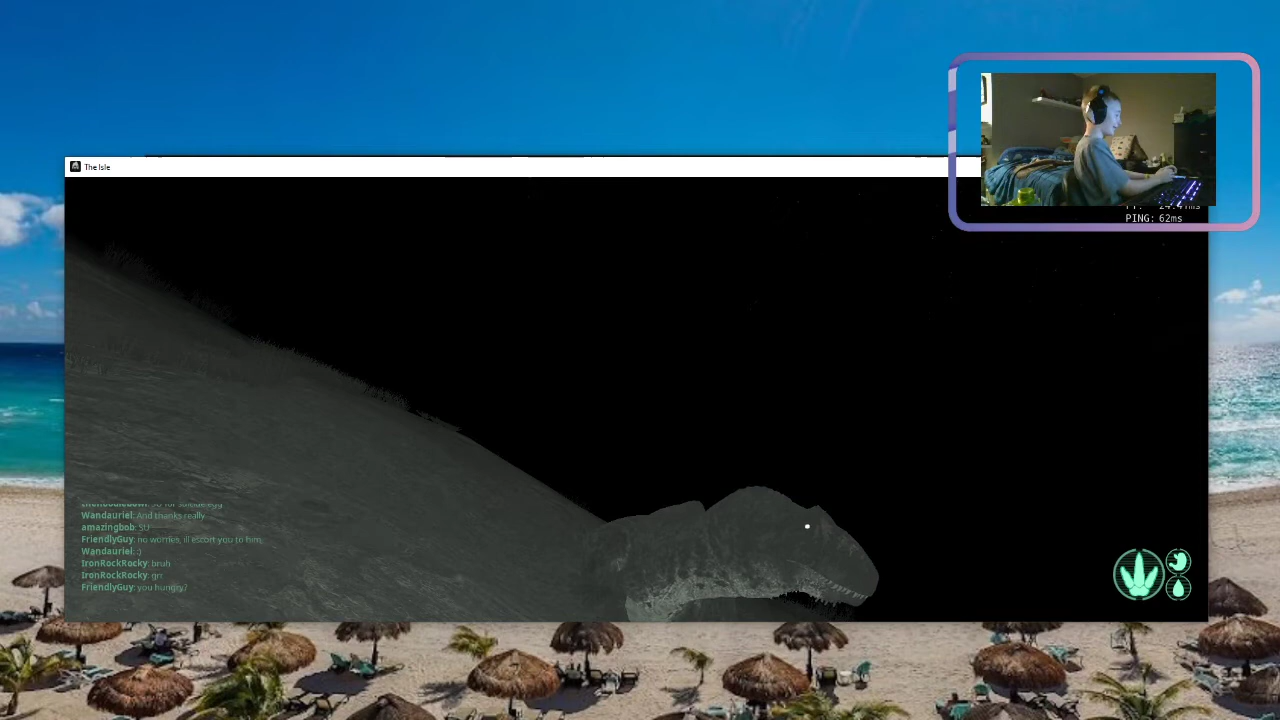 The Isle
PING: 62ms
Wandauriel: And thanks really
amazingbob: SU
FriendlyGuy: no worries, ill escort you to him,
Wandauriel: :)
IronRockRocky: bruh
IronRockRocky: grr
FriendlyGuy: you hungry?